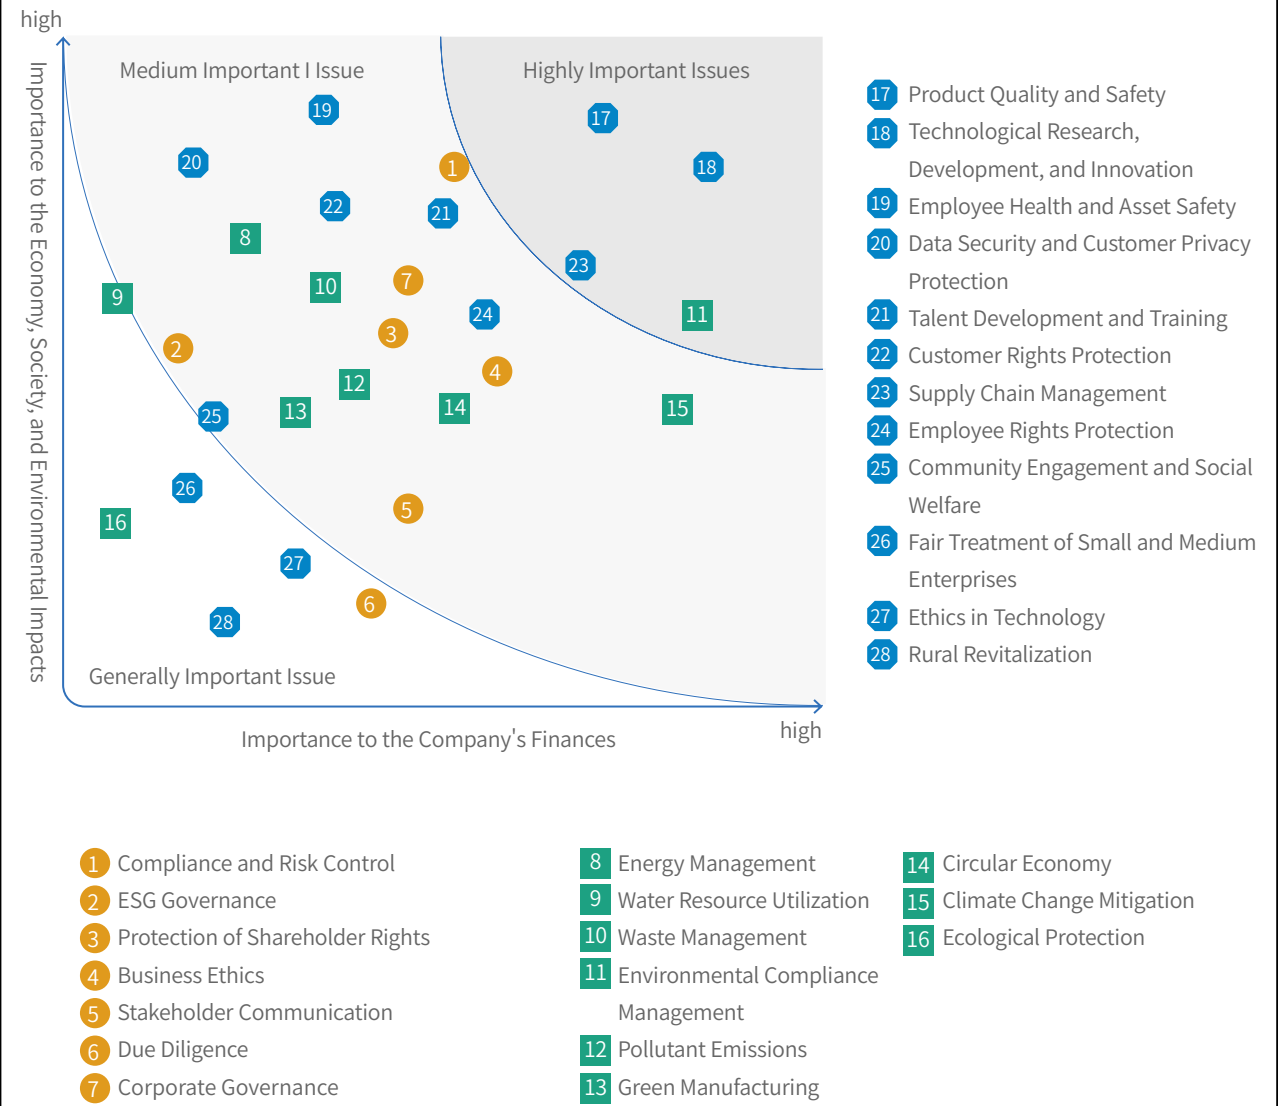 high
Medium Important I Issue
Highly Important Issues
Importance to the Economy, Society, and Environmental Impacts
19
17
20
1
18
22
21
8
23
10
7
9
24
11
3
2
4
12
13
14
15
25
26
5
16
27
6
28
Generally Important Issue
high
Importance to the Company's Finances
17 Product Quality and Safety
18 Technological Research,
Development, and Innovation
19 Employee Health and Asset Safety
20 Data Security and Customer Privacy
Protection
21 Talent Development and Training
22 Customer Rights Protection
23 Supply Chain Management
24 Employee Rights Protection
25 Community Engagement and Social
Welfare
26 Fair Treatment of Small and Medium
Enterprises
27 Ethics in Technology
28 Rural Revitalization
1 Compliance and Risk Control
2 ESG Governance
3 Protection of Shareholder Rights
4 Business Ethics
5 Stakeholder Communication
6 Due Diligence
7 Corporate Governance
8 Energy Management
9 Water Resource Utilization
10 Waste Management
11 Environmental Compliance
Management
12 Pollutant Emissions
13 Green Manufacturing
14 Circular Economy
15 Climate Change Mitigation
16 Ecological Protection